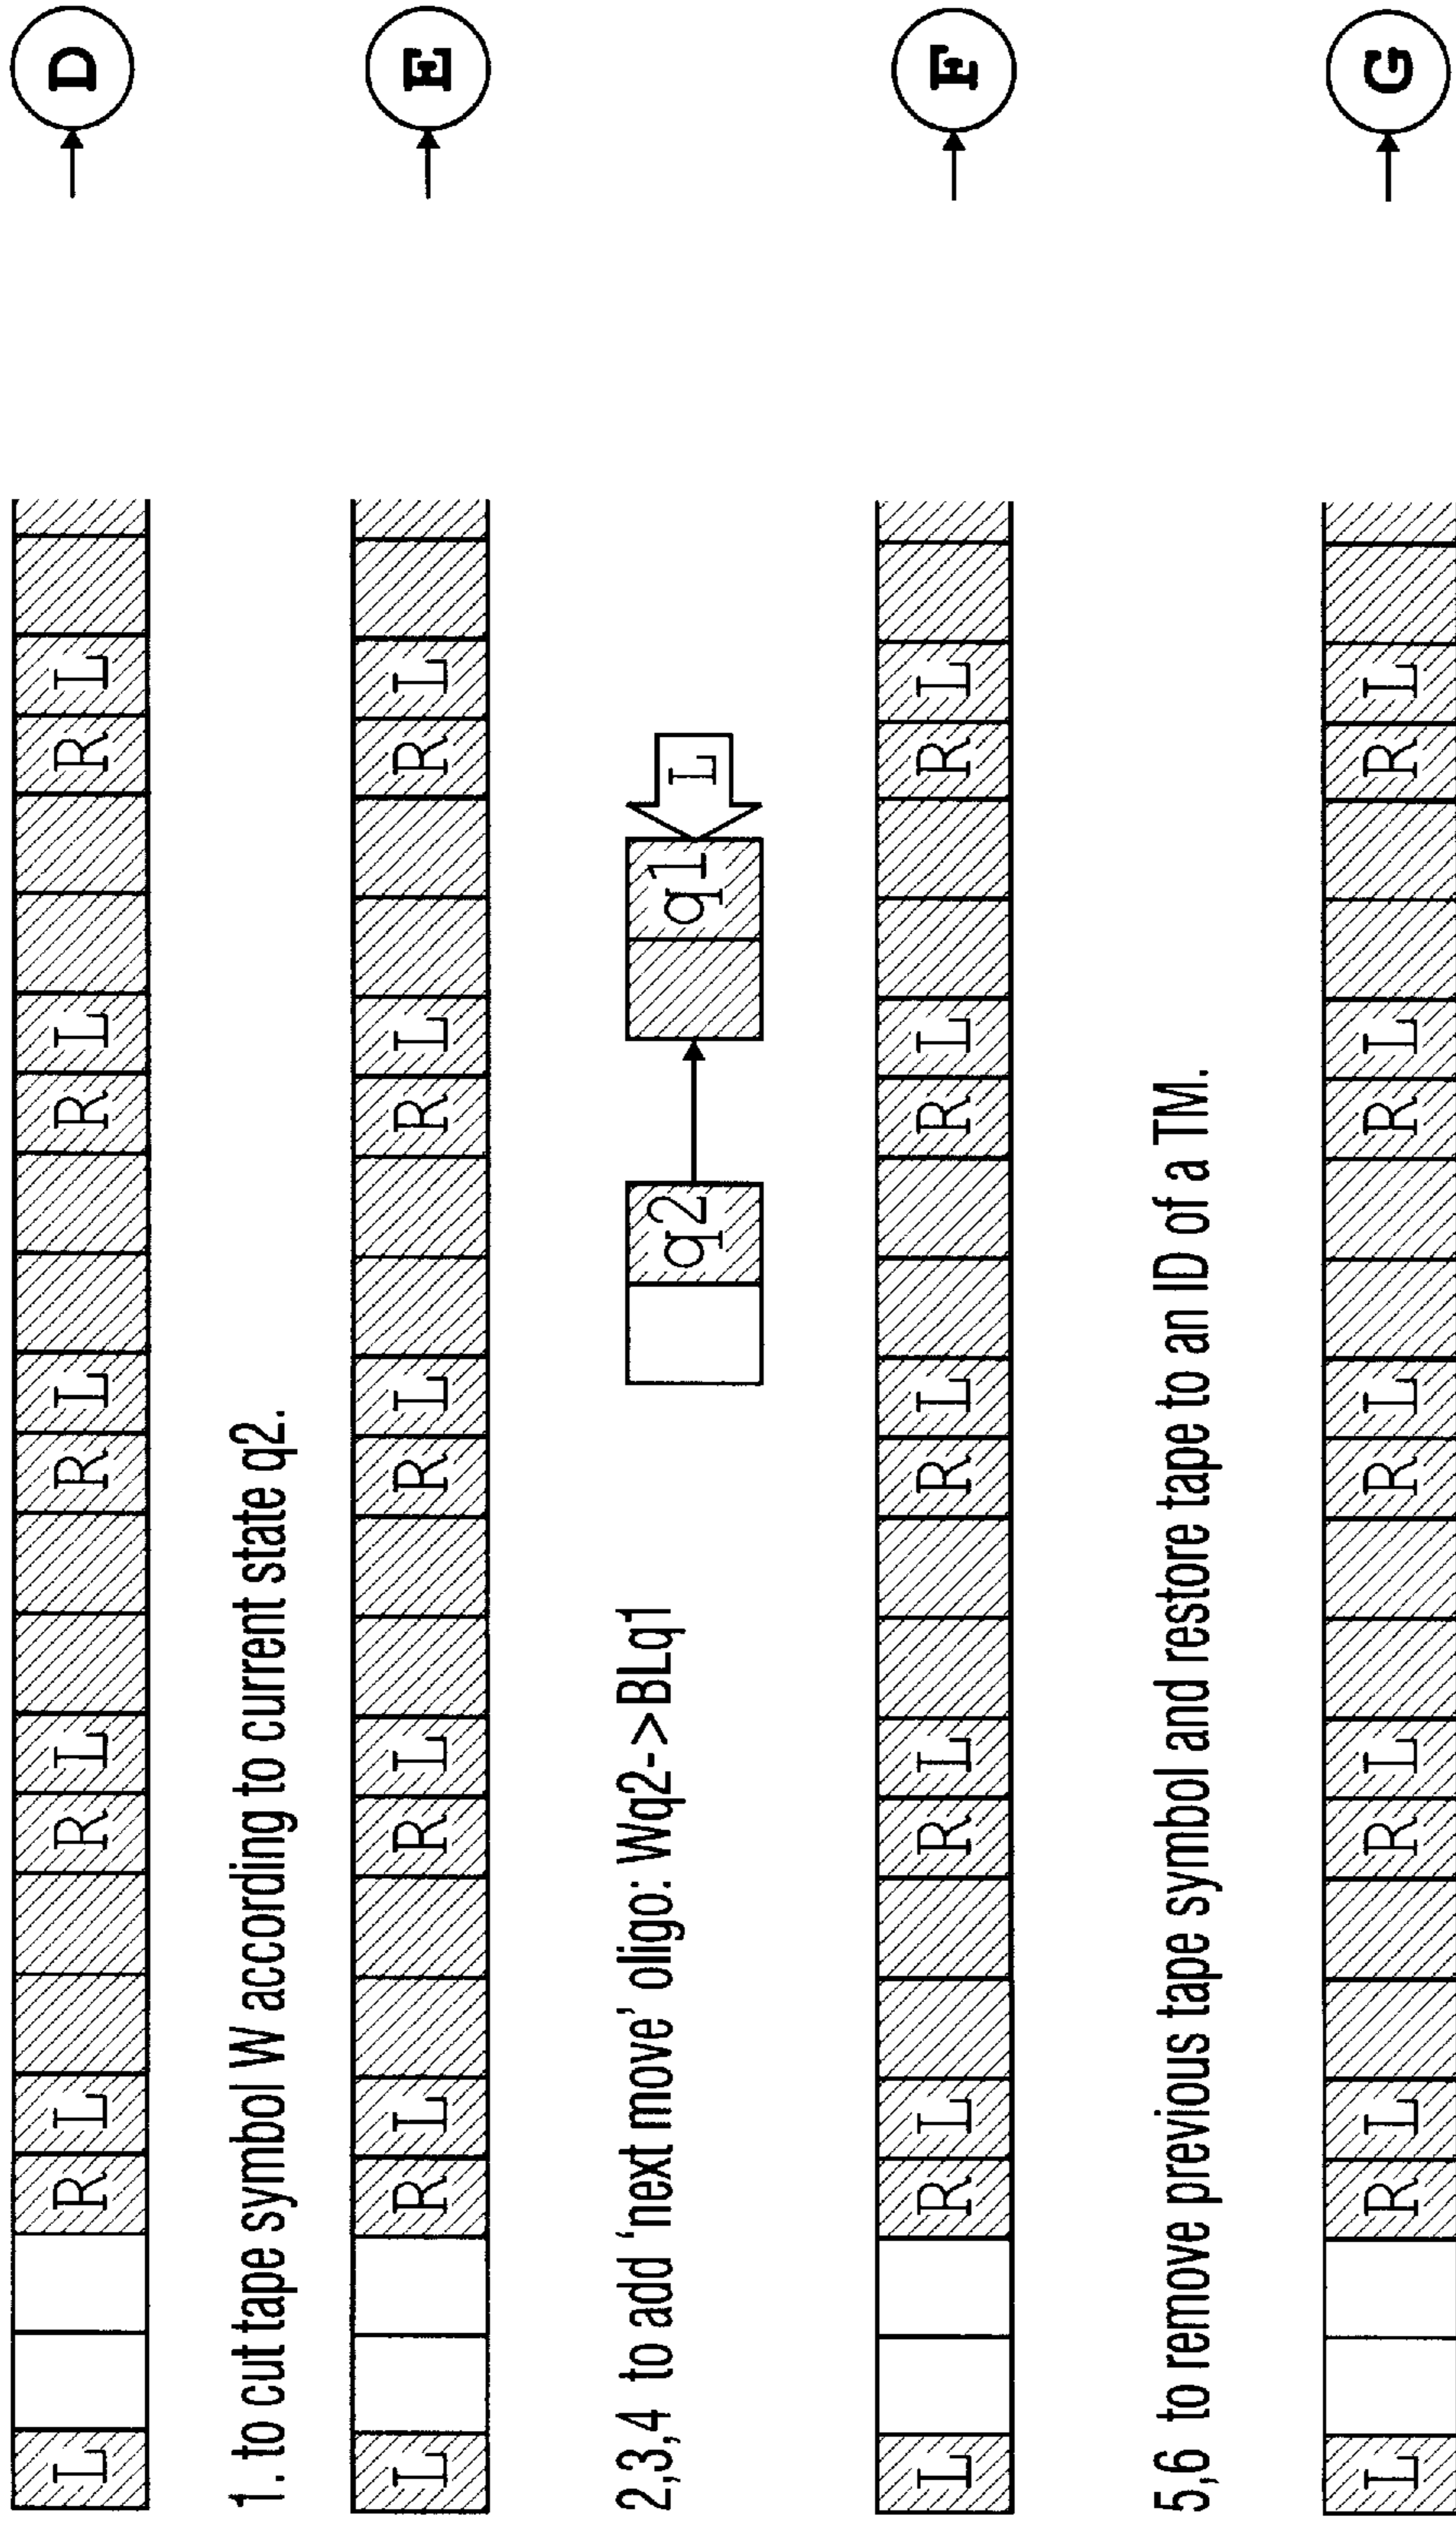 L R L R L R L R L R L D
1. to cut tape symbol W according to current state q2.
L R L R L R L R L R L E
2,3,4 to add ‘next move’ oligo: Wq2->BLq1 q2 q1 L
L R L R L R L R L R L F
5,6 to remove previous tape symbol and restore tape to an ID of a TM.
L R L R L R L R L R L G